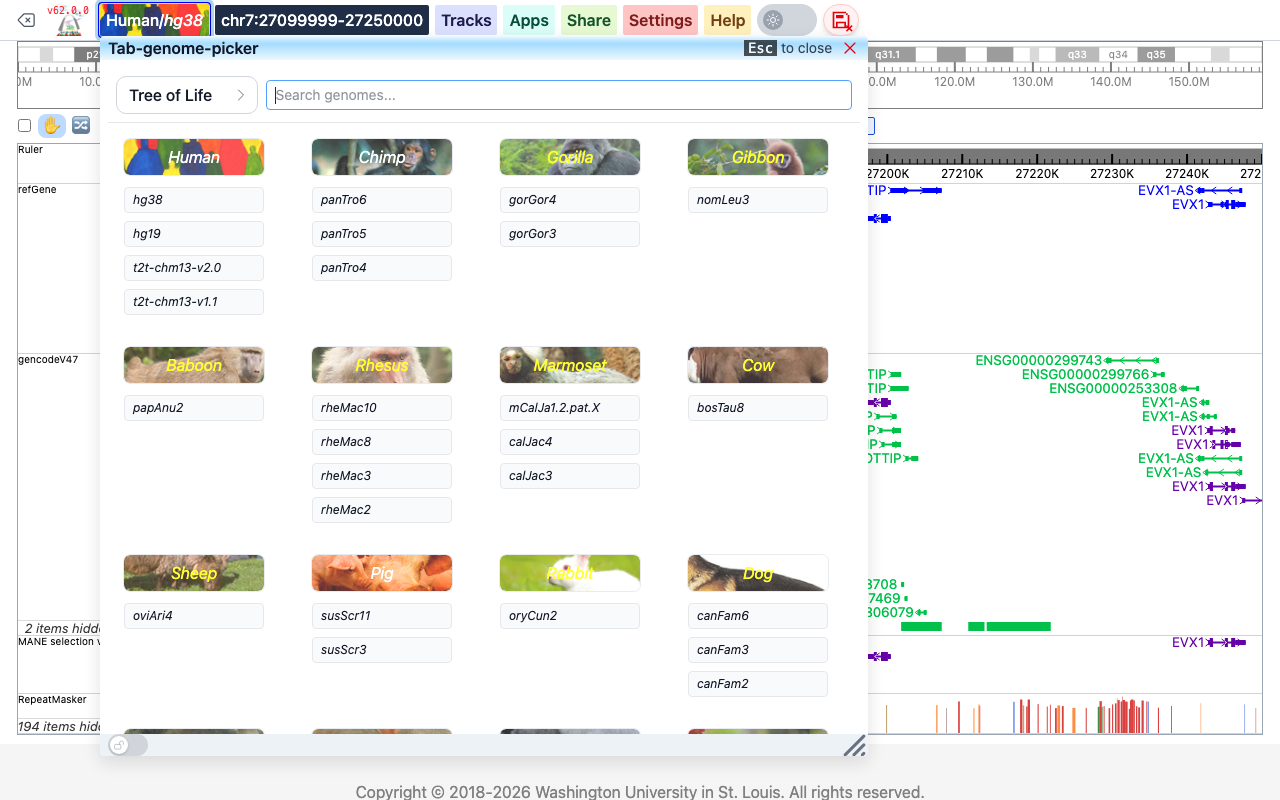 v62.0.0
Human/hg38
chr7:27099999-27250000
Tracks
Apps
Share
Settings
Help
Tab-genome-picker
Esc to close
Tree of Life
Search genomes...
Human
hg38
hg19
t2t-chm13-v2.0
t2t-chm13-v1.1
Chimp
panTro6
panTro5
panTro4
Gorilla
gorGor4
gorGor3
Gibbon
nomLeu3
Baboon
papAnu2
Rhesus
rheMac10
rheMac8
rheMac3
rheMac2
Marmoset
mCalJa1.2.pat.X
calJac4
calJac3
Cow
bosTau8
Sheep
oviAri4
Pig
susScr11
susScr3
Rabbit
oryCun2
Dog
canFam6
canFam3
canFam2
q31.1
q33
q34
q35
120.0M
130.0M
140.0M
150.0M
Ruler
27200K
27210K
27220K
27230K
27240K
refGene
EVX1-AS
EVX1
gencodeV47
ENSG00000299743
ENSG00000299766
ENSG00000253308
EVX1-AS
EVX1-AS
EVX1
EVX1
EVX1-AS
EVX1-AS
EVX1
EVX1
2 items hidd
MANE selection v
EVX1
RepeatMasker
194 items hidd
Copyright © 2018-2026 Washington University in St. Louis. All rights reserved.